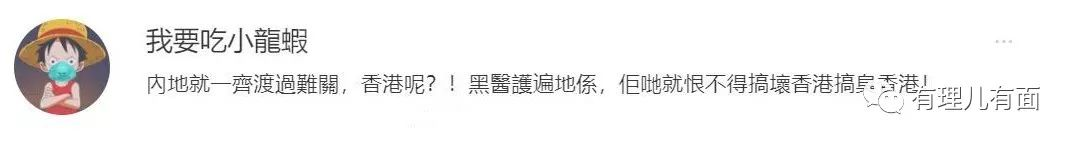 我要吃小龍蝦
內地就一齊渡過難關，香港呢？！黑醫護遍地係，佢哋就恨不得搞壞香港搞臭香港！
有理儿有面